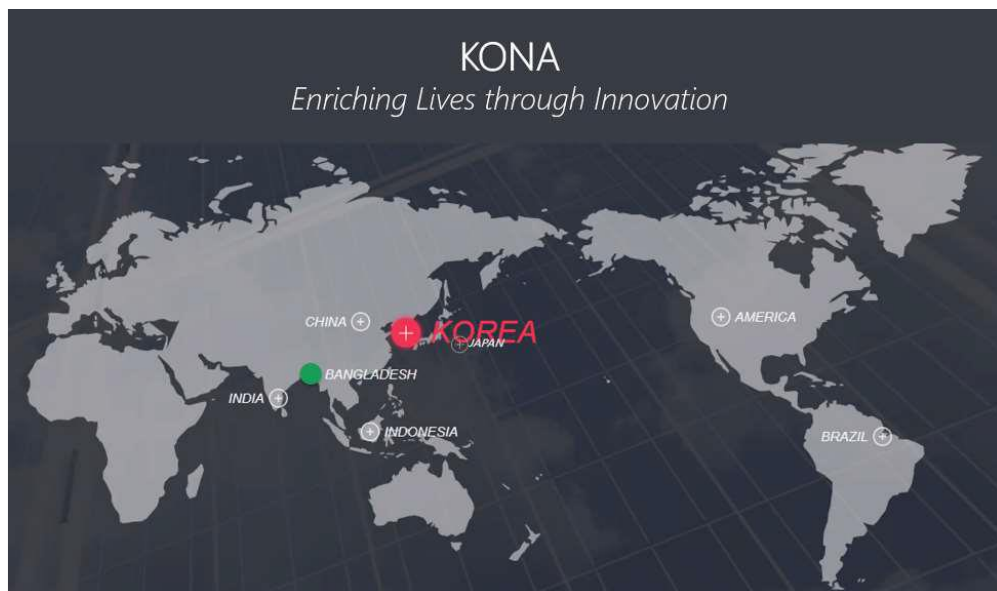 KONA
Enriching Lives through Innovation
AMERICA
CHINA
KOREA
JAPAN
BANGLADESH
INDIA
INDONESIA
BRAZIL